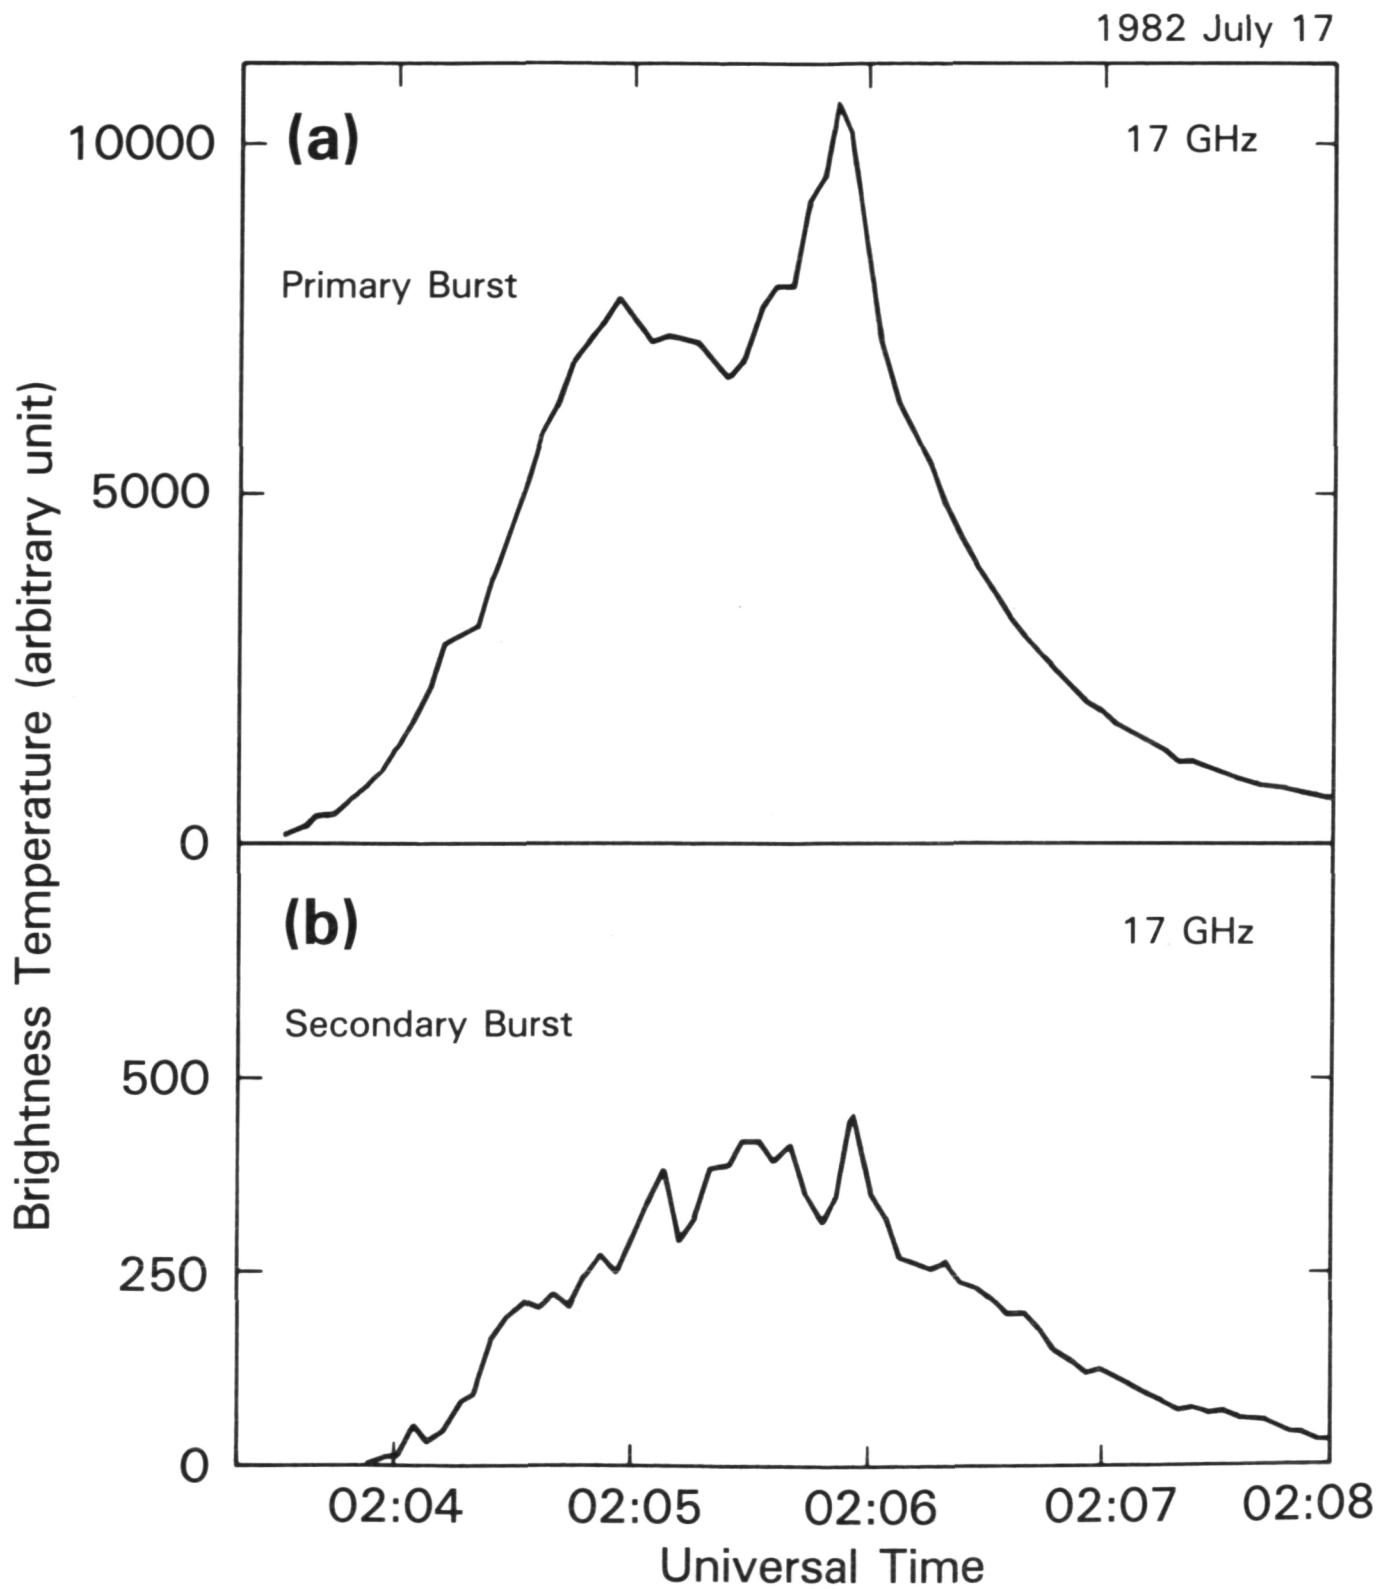 1982 July 17
(a)
17 GHz
10000
Primary Burst
5000
0
(b)
17 GHz
Secondary Burst
500
250
0
Brightness Temperature (arbitrary unit)
02:04 02:05 02:06 02:07 02:08
Universal Time